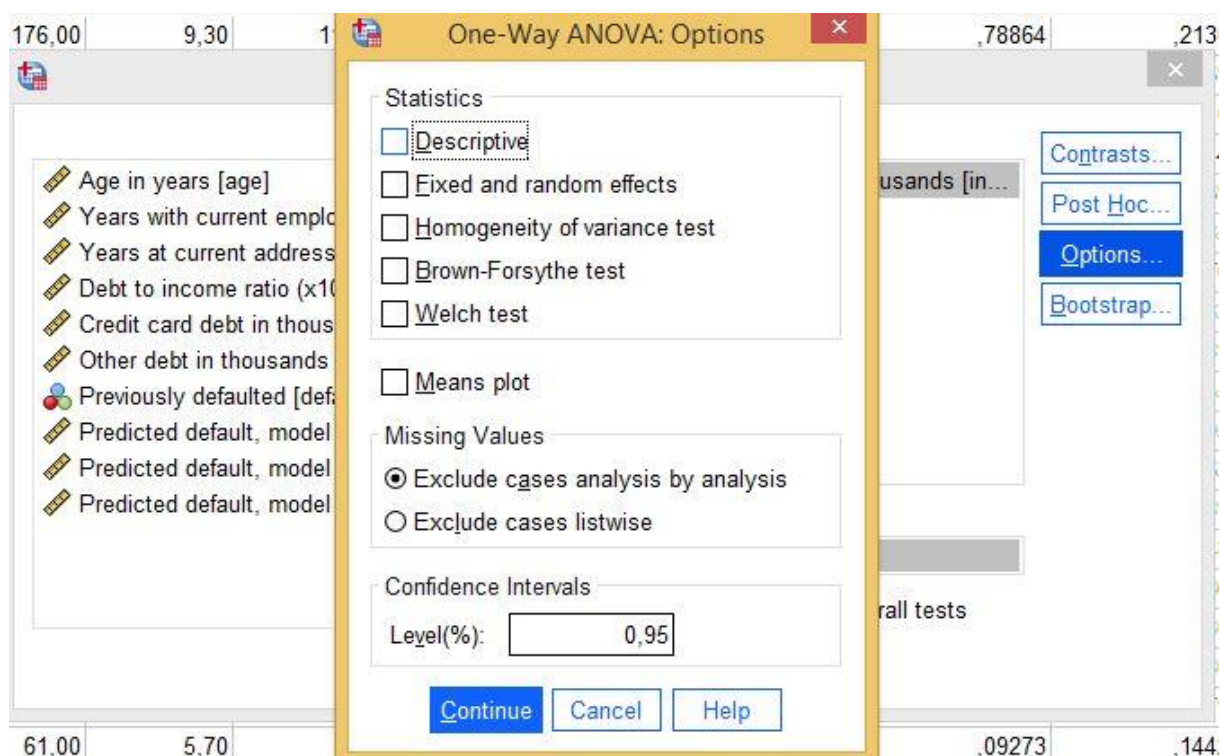 176,00 9,30 1 ,78864 ,213
One-Way ANOVA: Options
Statistics
Descriptive
Fixed and random effects
Homogeneity of variance test
Brown-Forsythe test
Welch test
Means plot
Missing Values
Exclude cases analysis by analysis
Exclude cases listwise
Confidence Intervals
Level(%): 0,95
Continue Cancel Help
Age in years [age]
Years with current emplo
Years at current address
Debt to income ratio (x10
Credit card debt in thous
Other debt in thousands
Previously defaulted [defa
Predicted default, model
Predicted default, model
Predicted default, model
usands [in...
rall tests
Contrasts...
Post Hoc...
Options...
Bootstrap...
61,00 5,70 ,09273 ,144